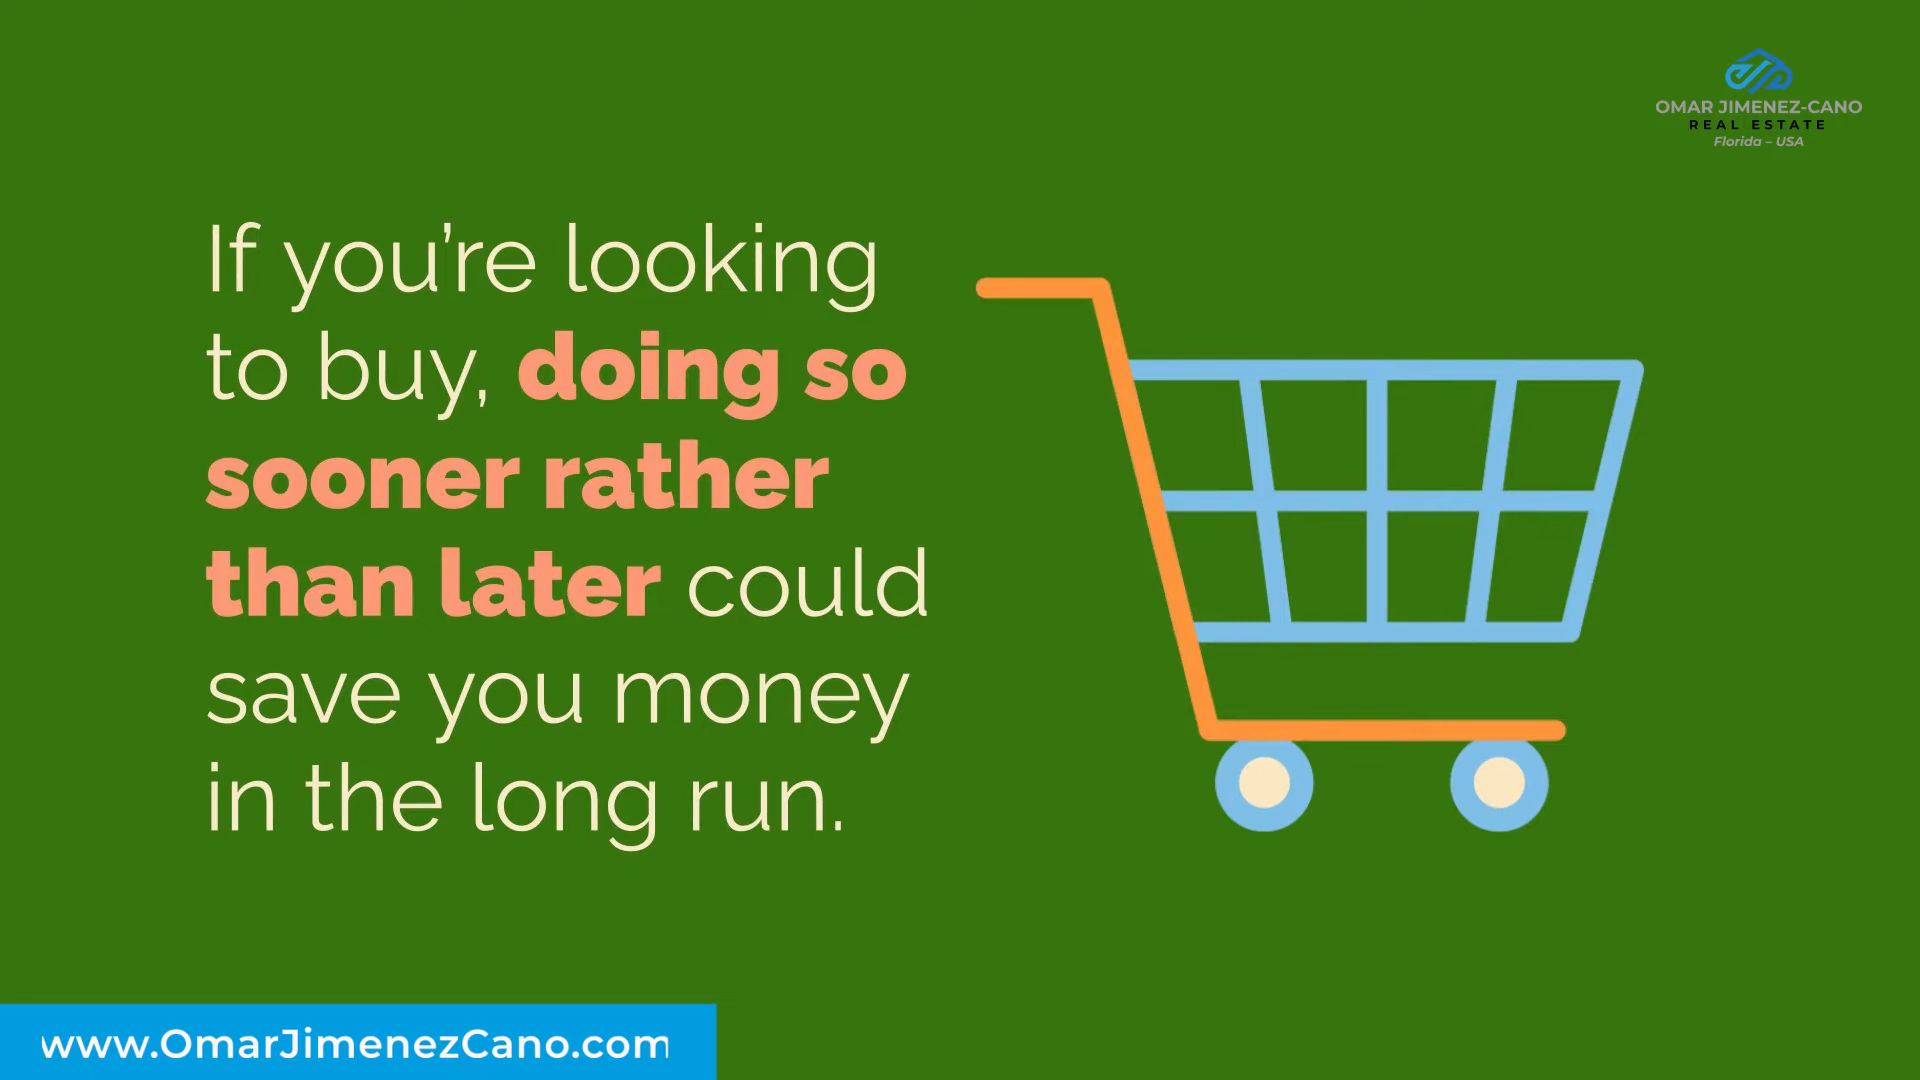 OMAR JIMENEZ-CANO
REAL ESTATE
Florida – USA
If you’re looking
to buy, doing so
sooner rather
than later could
save you money
in the long run.
www.OmarJimenezCano.com